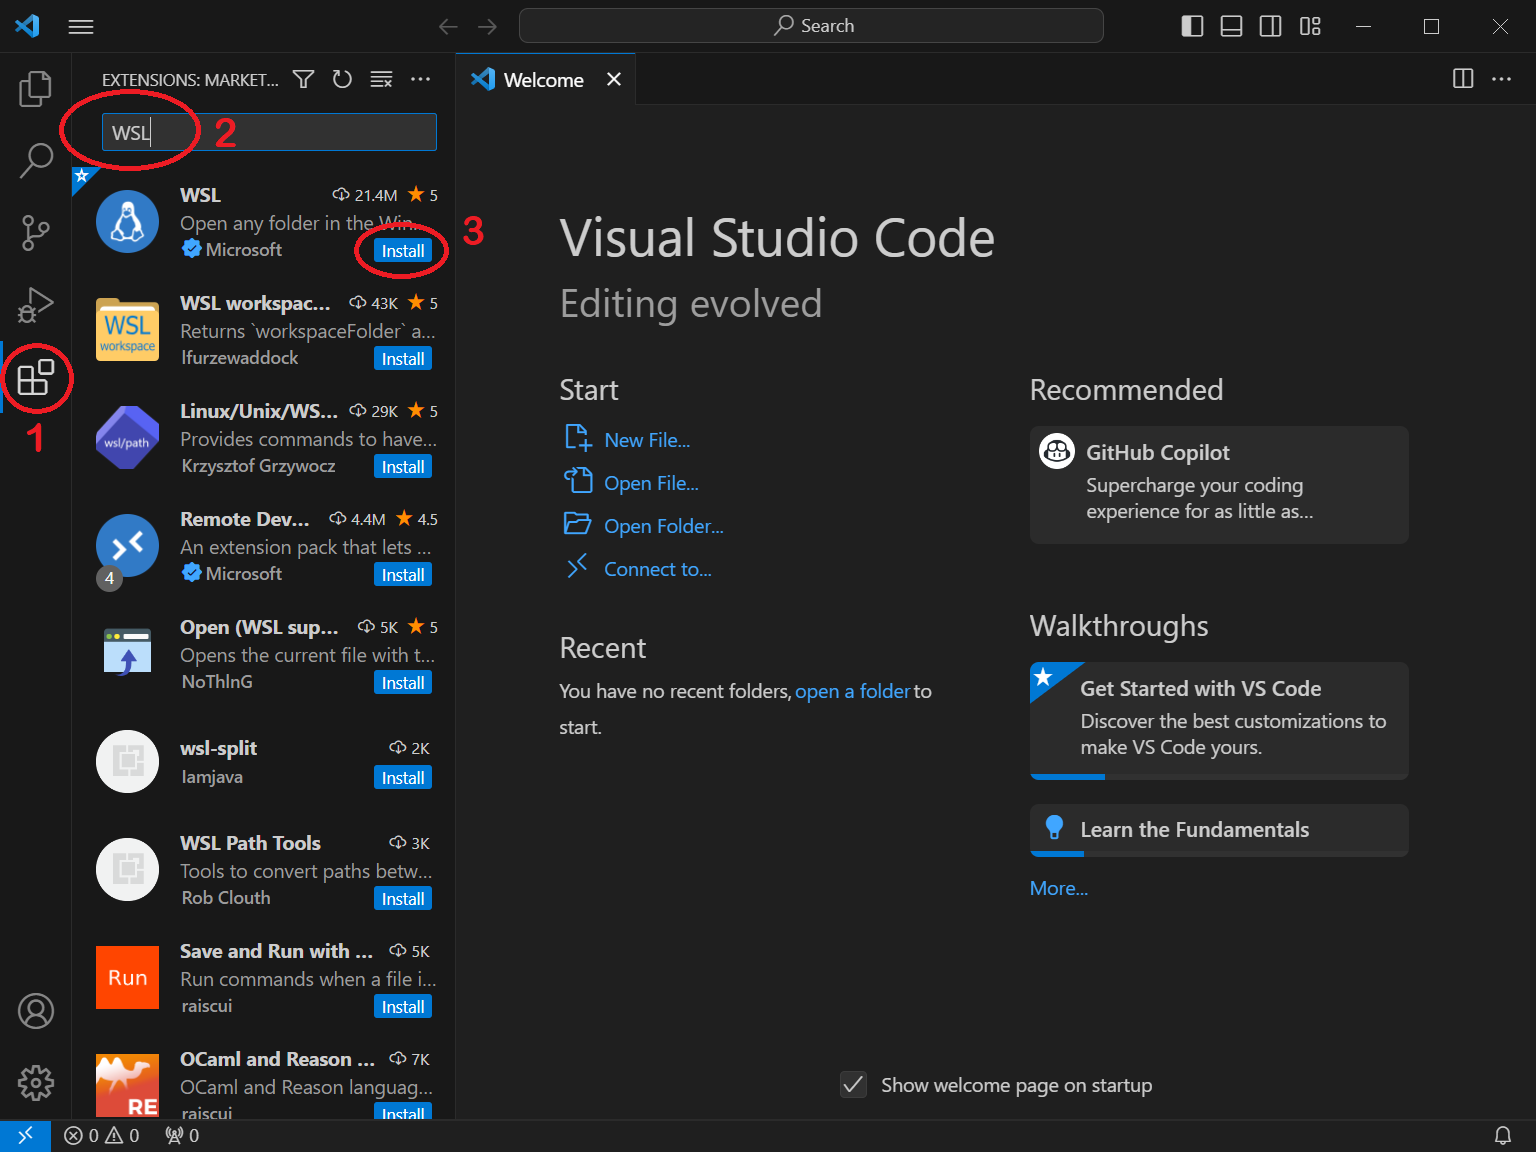 Search
EXTENSIONS: MARKET...
Welcome
WSL
2
WSL 21.4M 5
Open any folder in the Win...
Microsoft Install
3
WSL workspac... 43K 5
Returns `workspaceFolder` a...
lfurzewaddock Install
WSL
workspace
1
Linux/Unix/WS... 29K 5
Provides commands to have...
Krzysztof Grzywocz Install
wsl/path
Remote Dev... 4.4M 4.5
An extension pack that lets ...
Microsoft Install
4
Open (WSL sup... 5K 5
Opens the current file with t...
NoThInG Install
wsl-split 2K
Iamjava Install
WSL Path Tools 3K
Tools to convert paths betw...
Rob Clouth Install
Save and Run with ... 5K
Run commands when a file i...
raiscui Install
Run
OCaml and Reason ... 7K
OCaml and Reason languag...
raiscui Install
RE
Visual Studio Code
Editing evolved
Start
New File...
Open File...
Open Folder...
Connect to...
Recent
You have no recent folders, open a folder to
start.
Recommended
GitHub Copilot
Supercharge your coding
experience for as little as...
Walkthroughs
Get Started with VS Code
Discover the best customizations to
make VS Code yours.
Learn the Fundamentals
More...
Show welcome page on startup
0 0 0